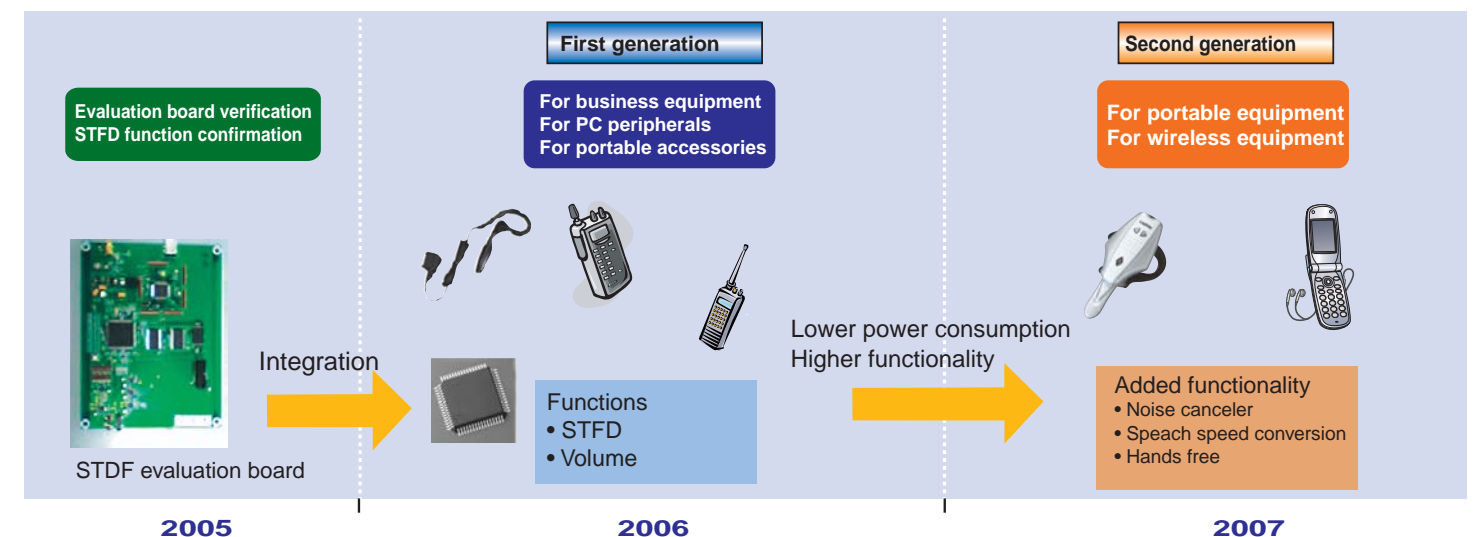 First generation
Second generation
Evaluation board verification
STFD function confirmation
For business equipment
For PC peripherals
For portable accessories
For portable equipment
For wireless equipment
Integration
Lower power consumption
Higher functionality
STDF evaluation board
Functions
• STFD
• Volume
Added functionality
• Noise canceler
• Speach speed conversion
• Hands free
2005
2006
2007